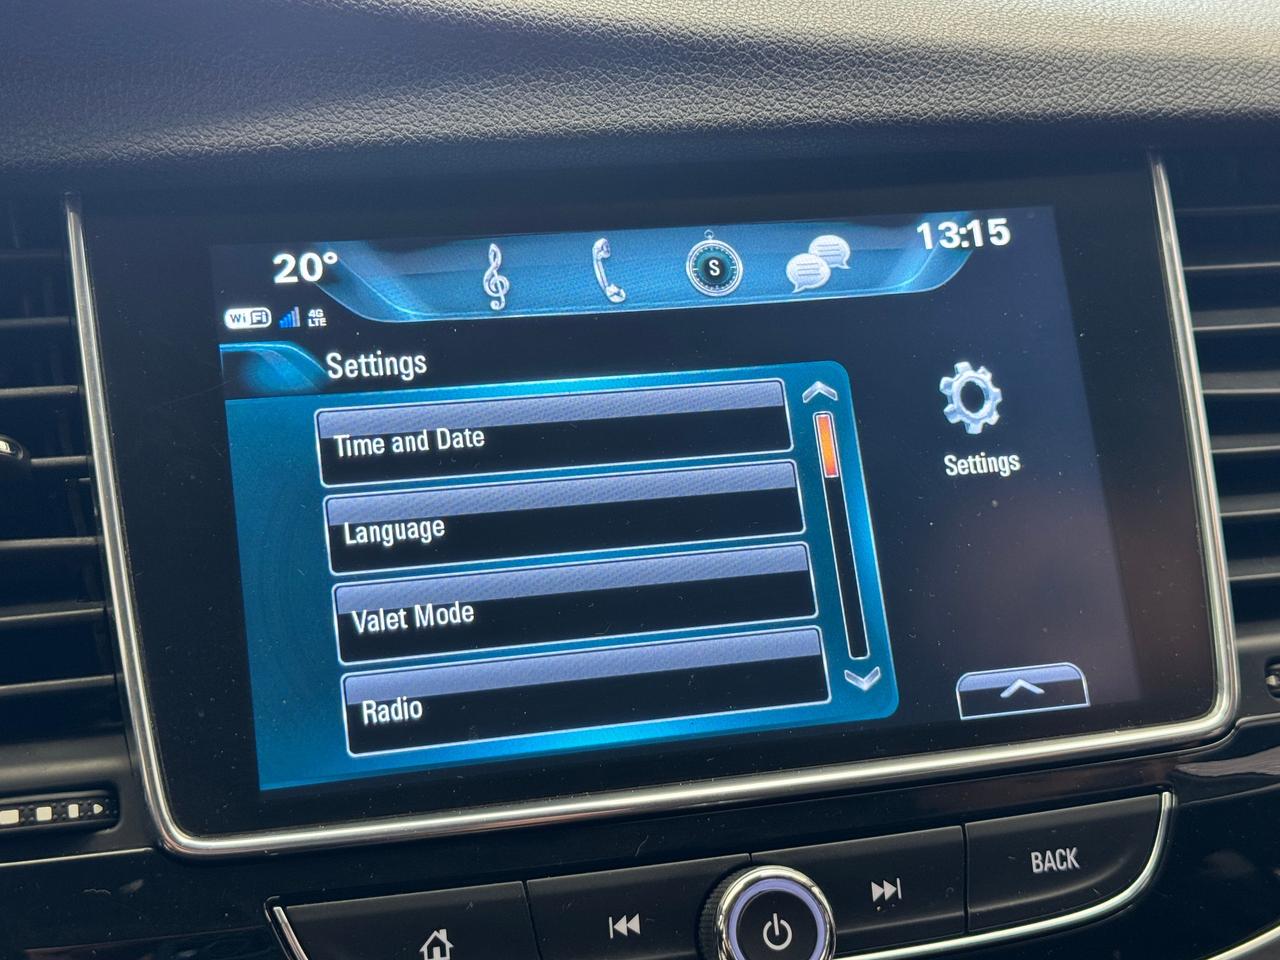 20°
S
13:15
WiFi
4G
LTE
Settings
Time and Date
Language
Valet Mode
Radio
Settings
BACK